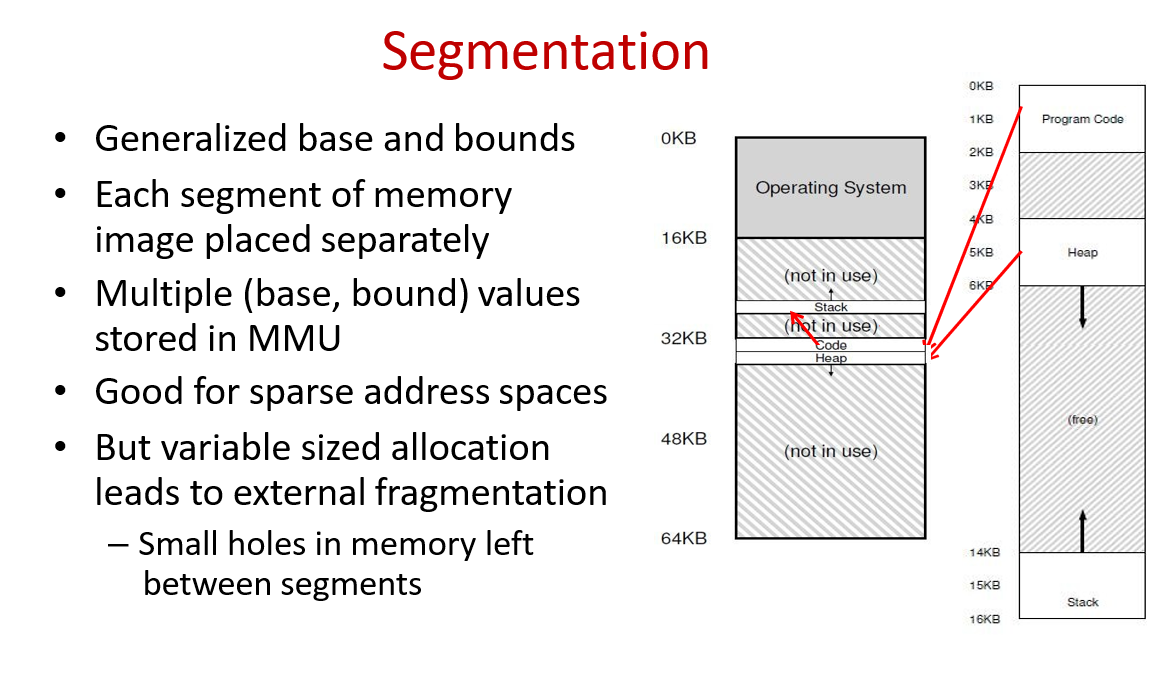 Segmentation
• Generalized base and bounds
• Each segment of memory
image placed separately
• Multiple (base, bound) values
stored in MMU
• Good for sparse address spaces
• But variable sized allocation
leads to external fragmentation
– Small holes in memory left
between segments
0KB
Operating System
16KB
(not in use)
Stack
(not in use)
32KB
Code
Heap
48KB
(not in use)
64KB
0KB
1KB
Program Code
2KB
3KB
4KB
5KB
Heap
6KB
(free)
14KB
15KB
Stack
16KB